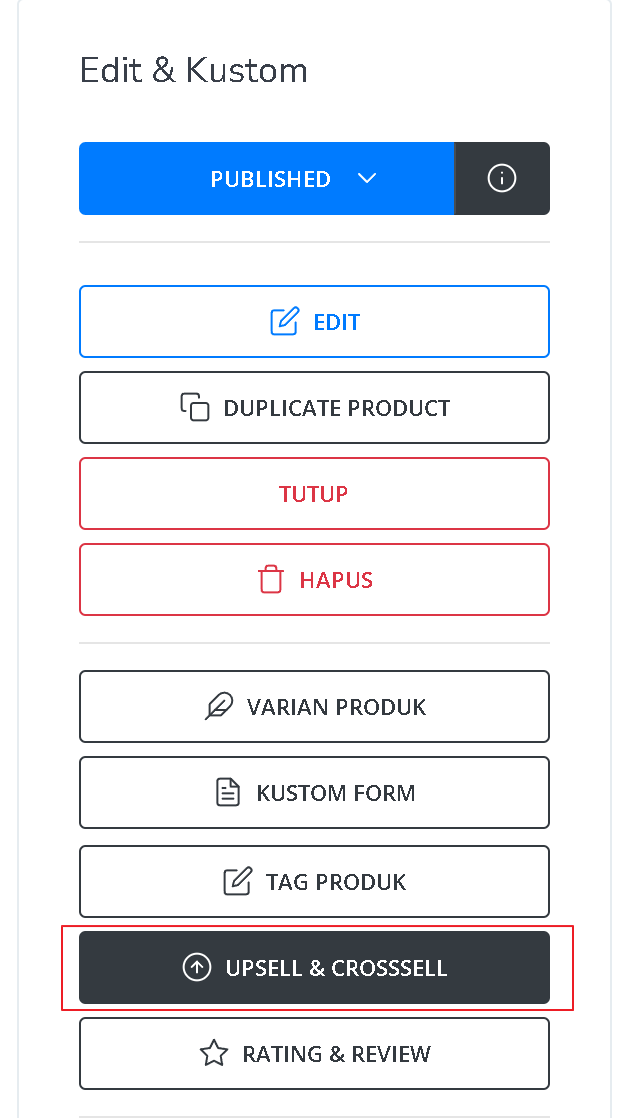 Edit & Kustom
PUBLISHED
EDIT
DUPLICATE PRODUCT
TUTUP
HAPUS
VARIAN PRODUK
KUSTOM FORM
TAG PRODUK
UPSELL & CROSSSELL
RATING & REVIEW